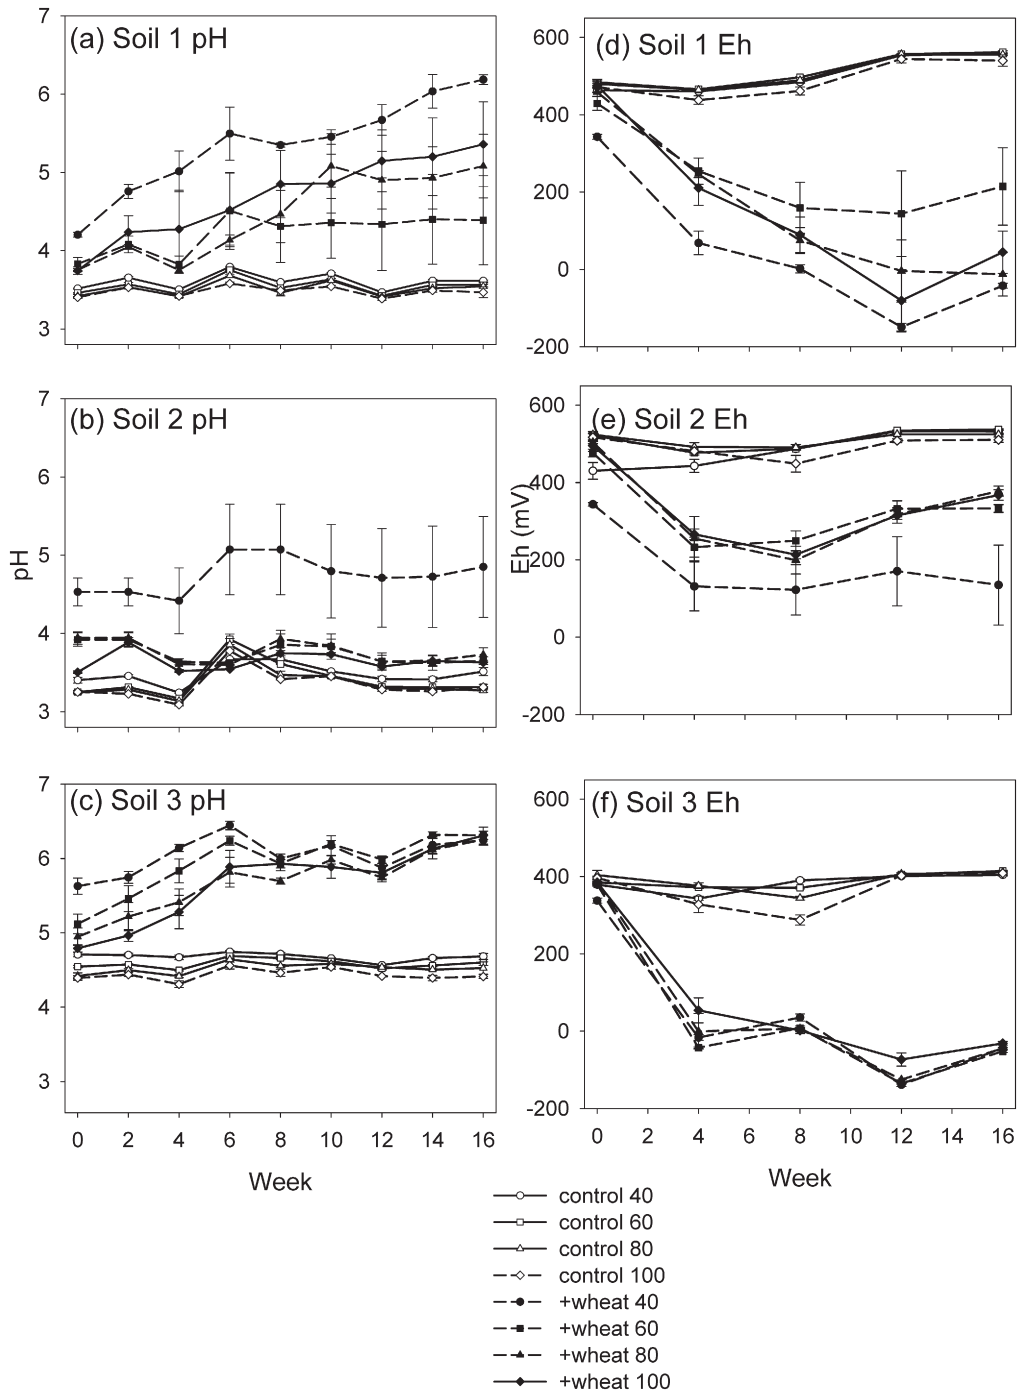 (a) Soil 1 pH
7
6
5
4
3
(d) Soil 1 Eh
600
400
200
0
-200
(b) Soil 2 pH
7
6
5
4
3
pH
(e) Soil 2 Eh
600
400
200
0
-200
Eh (mV)
(c) Soil 3 pH
7
6
5
4
3
0 2 4 6 8 10 12 14 16
Week
(f) Soil 3 Eh
600
400
200
0
-200
0 2 4 6 8 10 12 14 16
Week
control 40
control 60
control 80
control 100
+wheat 40
+wheat 60
+wheat 80
+wheat 100